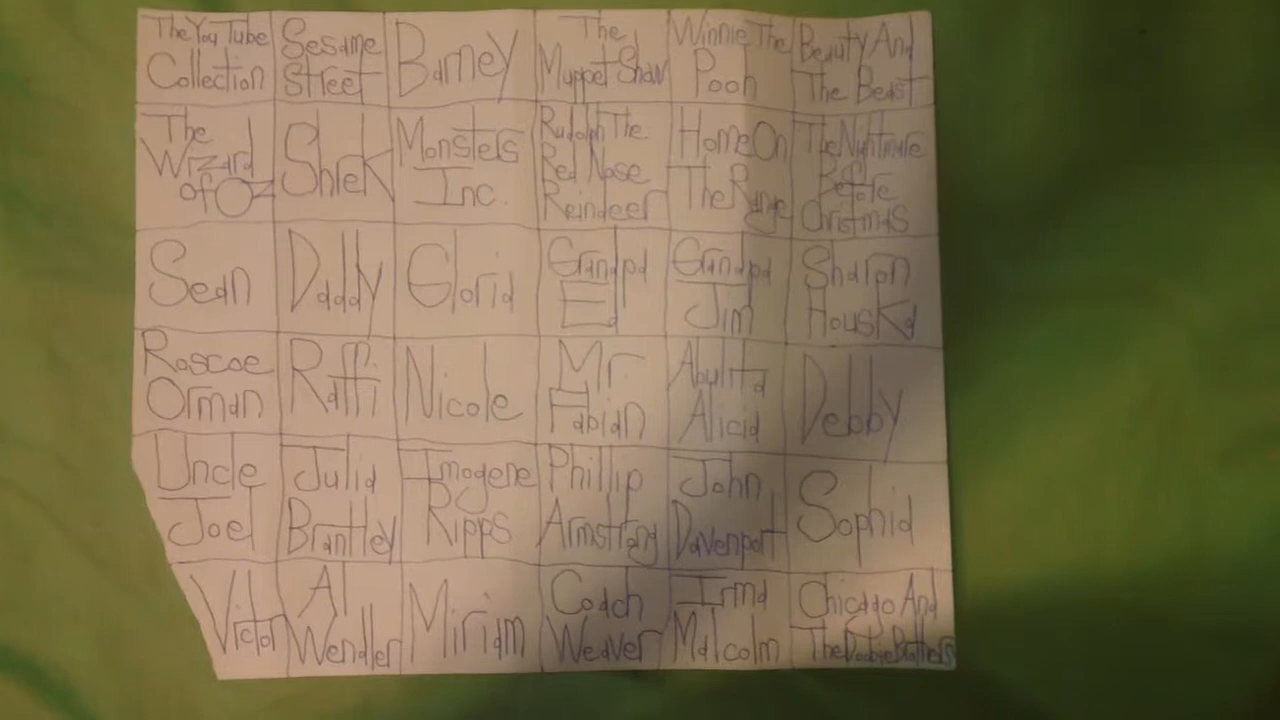 The YouTube
Collection
Sesame
Street
Barney
The
Muppet Show
Winnie The
Pooh
Beauty And
The Beast
The
Wizard
of Oz
Shrek
Monsters
Inc.
Rudolph The
Red Nose
Reindeer
Home On
The Range
The Nightmare
Before
Christmas
Sean
Daddy
Gloria
Grandpa
Ed
Grandpa
Jim
Sharon
Houska
Roscoe
Orman
Raffi
Nicole
Mr.
Fabian
Abulita
Alicia
Debby
Uncle
Joel
Julia
Brantley
Imogene
Ripps
Phillip
Armstrong
John
Davenport
Sophia
Victor
Al
Wendler
Miriam
Coach
Weaver
Irma
Malcolm
Chicago And
The Doobie Brothers